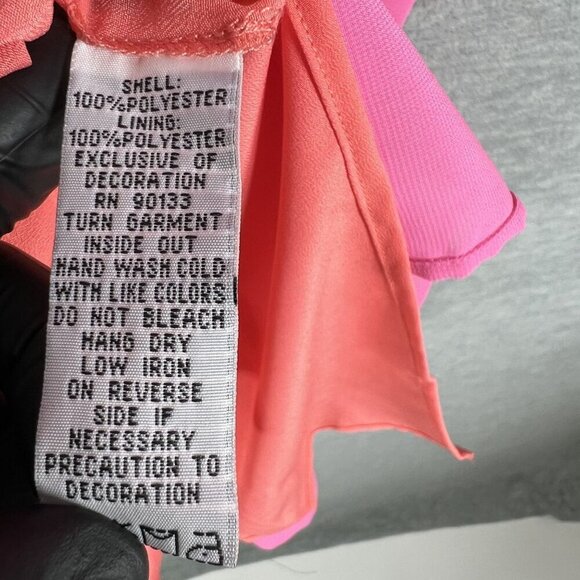 SHELL:
100%POLYESTER
LINING:
100%POLYESTER
EXCLUSIVE OF
DECORATION
RN 90133
TURN GARMENT
INSIDE OUT
HAND WASH COLD
WITH LIKE COLORS
DO NOT BLEACH
HANG DRY
LOW IRON
ON REVERSE
SIDE IF
NECESSARY
PRECAUTION TO
DECORATION